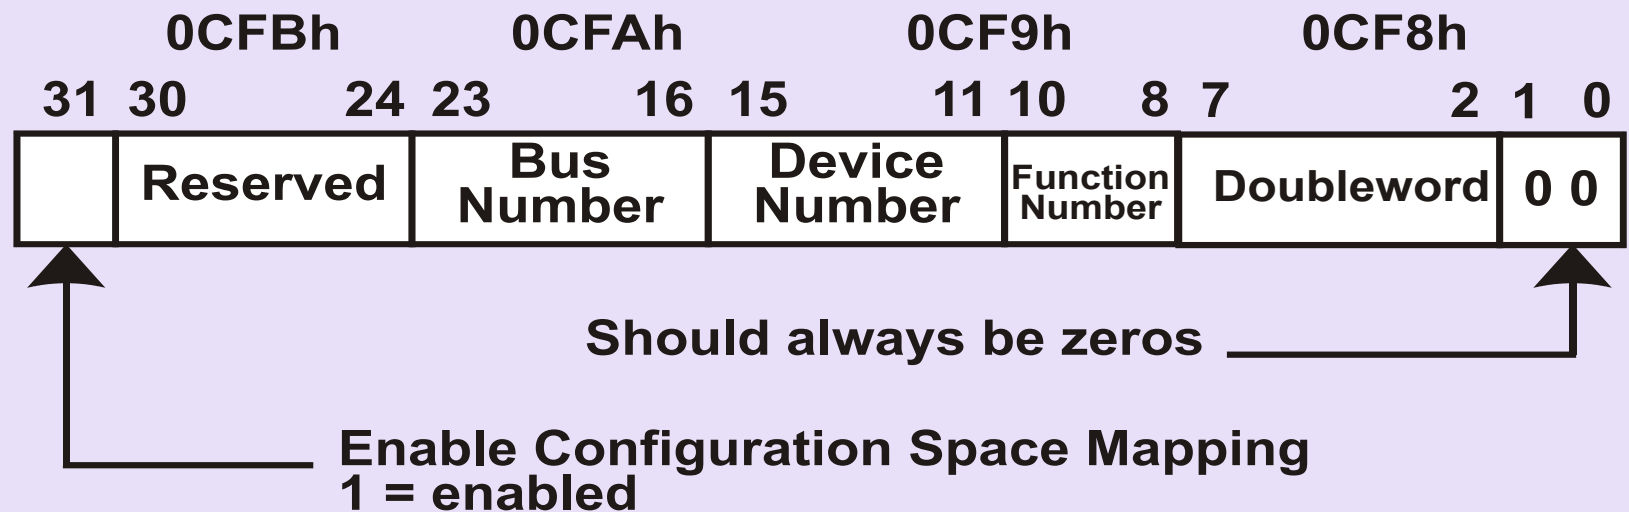 0CFBh 0CFAh 0CF9h 0CF8h
31 30 24 23 16 15 11 10 8 7 2 1 0
Reserved
Bus
Number
Device
Number
Function
Number
Doubleword
0 0
Should always be zeros
Enable Configuration Space Mapping
1 = enabled